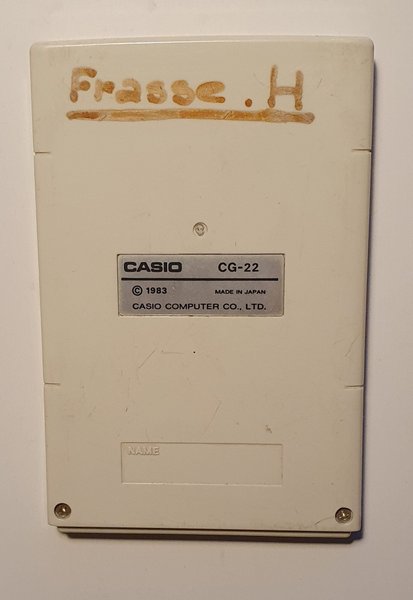 Frasse.H
CASIO CG-22
© 1983 MADE IN JAPAN
CASIO COMPUTER CO., LTD.
NAME